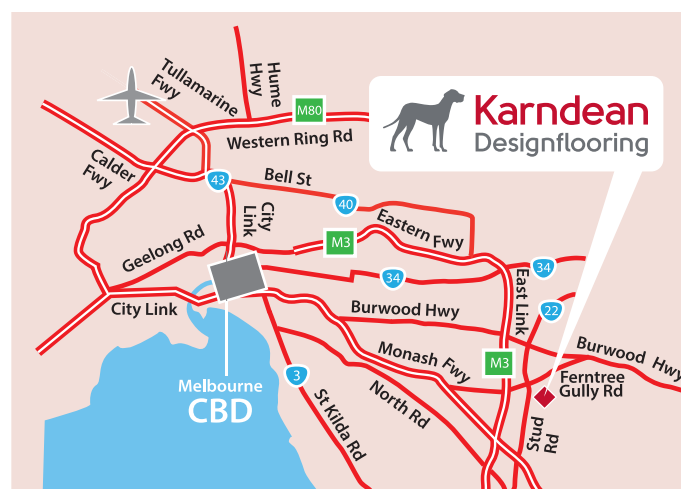 Tullamarine
Fwy
Hume
Hwy
M80
Western Ring Rd
Karndean
Designflooring
Calder
Fwy
43
Bell St
40
City
Link
Geelong Rd
M3
Eastern Fwy
34
34
East Link
City Link
22
Burwood Hwy
Burwood Hwy
Monash Fwy
M3
Ferntree
Gully Rd
Melbourne
CBD
3
St Kilda Rd
North Rd
Stud
Rd